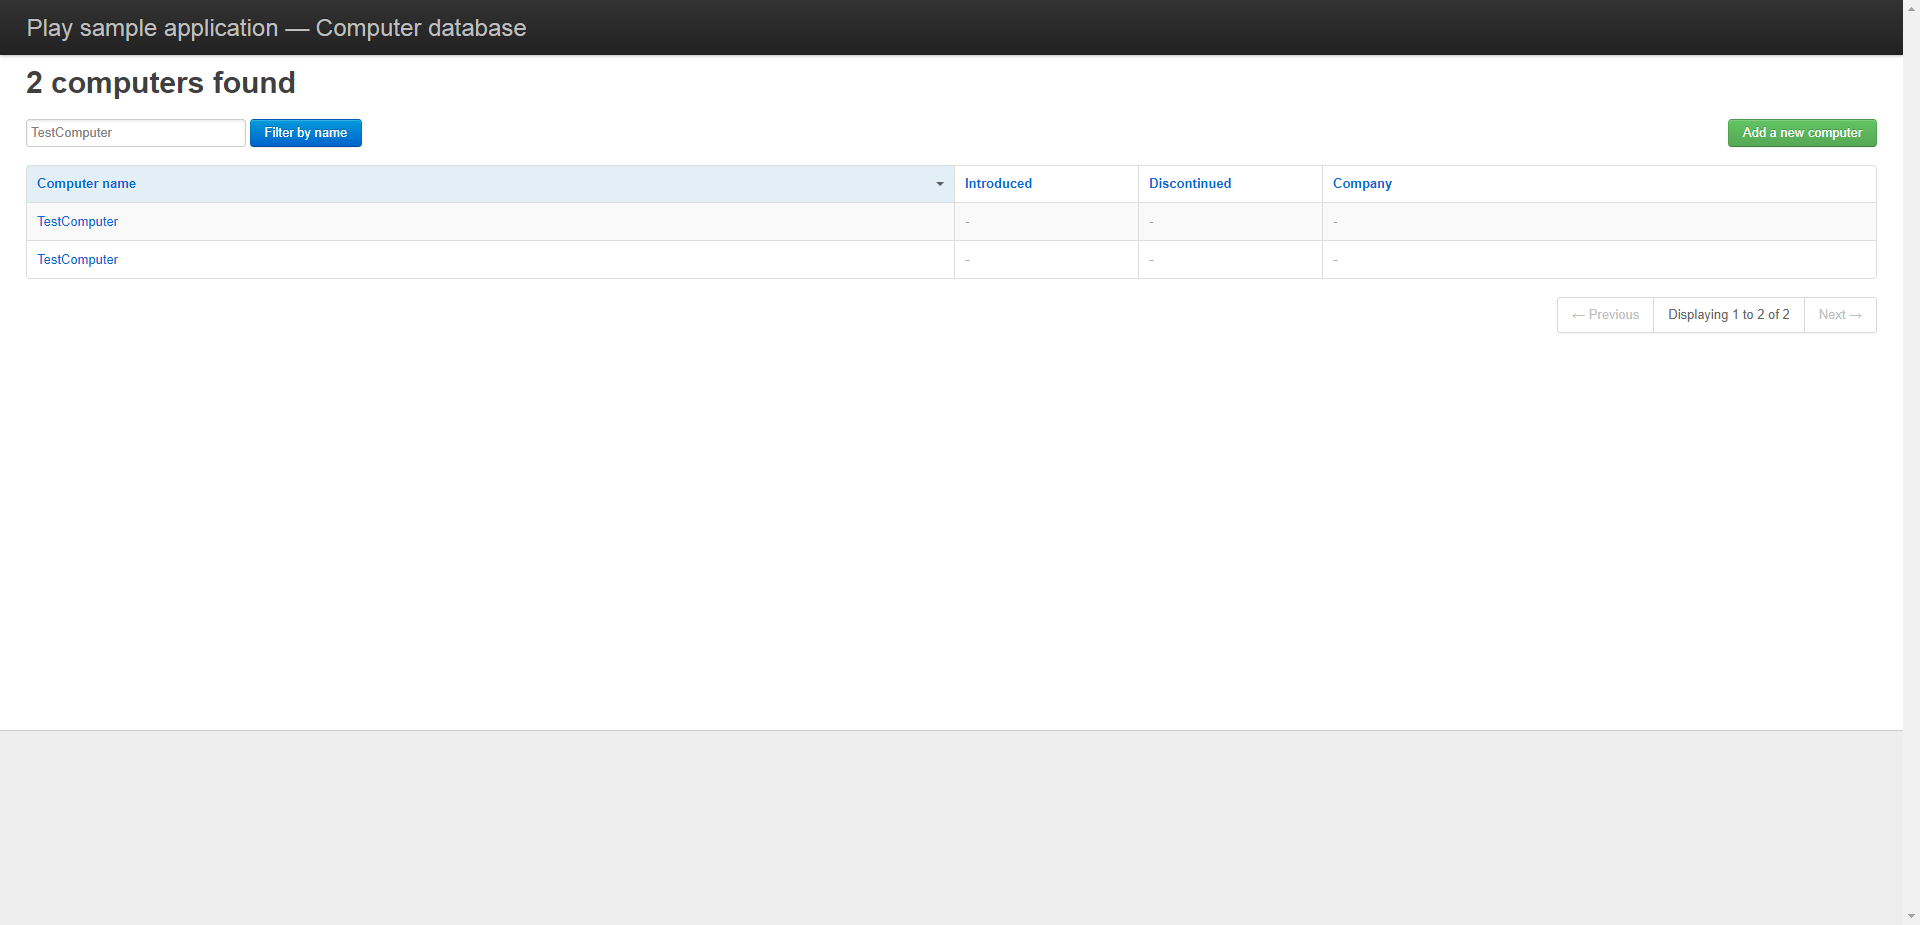 Play sample application — Computer database
2 computers found
TestComputer Filter by name Add a new computer
Computer name Introduced Discontinued Company
TestComputer - - -
TestComputer - - -
← Previous Displaying 1 to 2 of 2 Next →